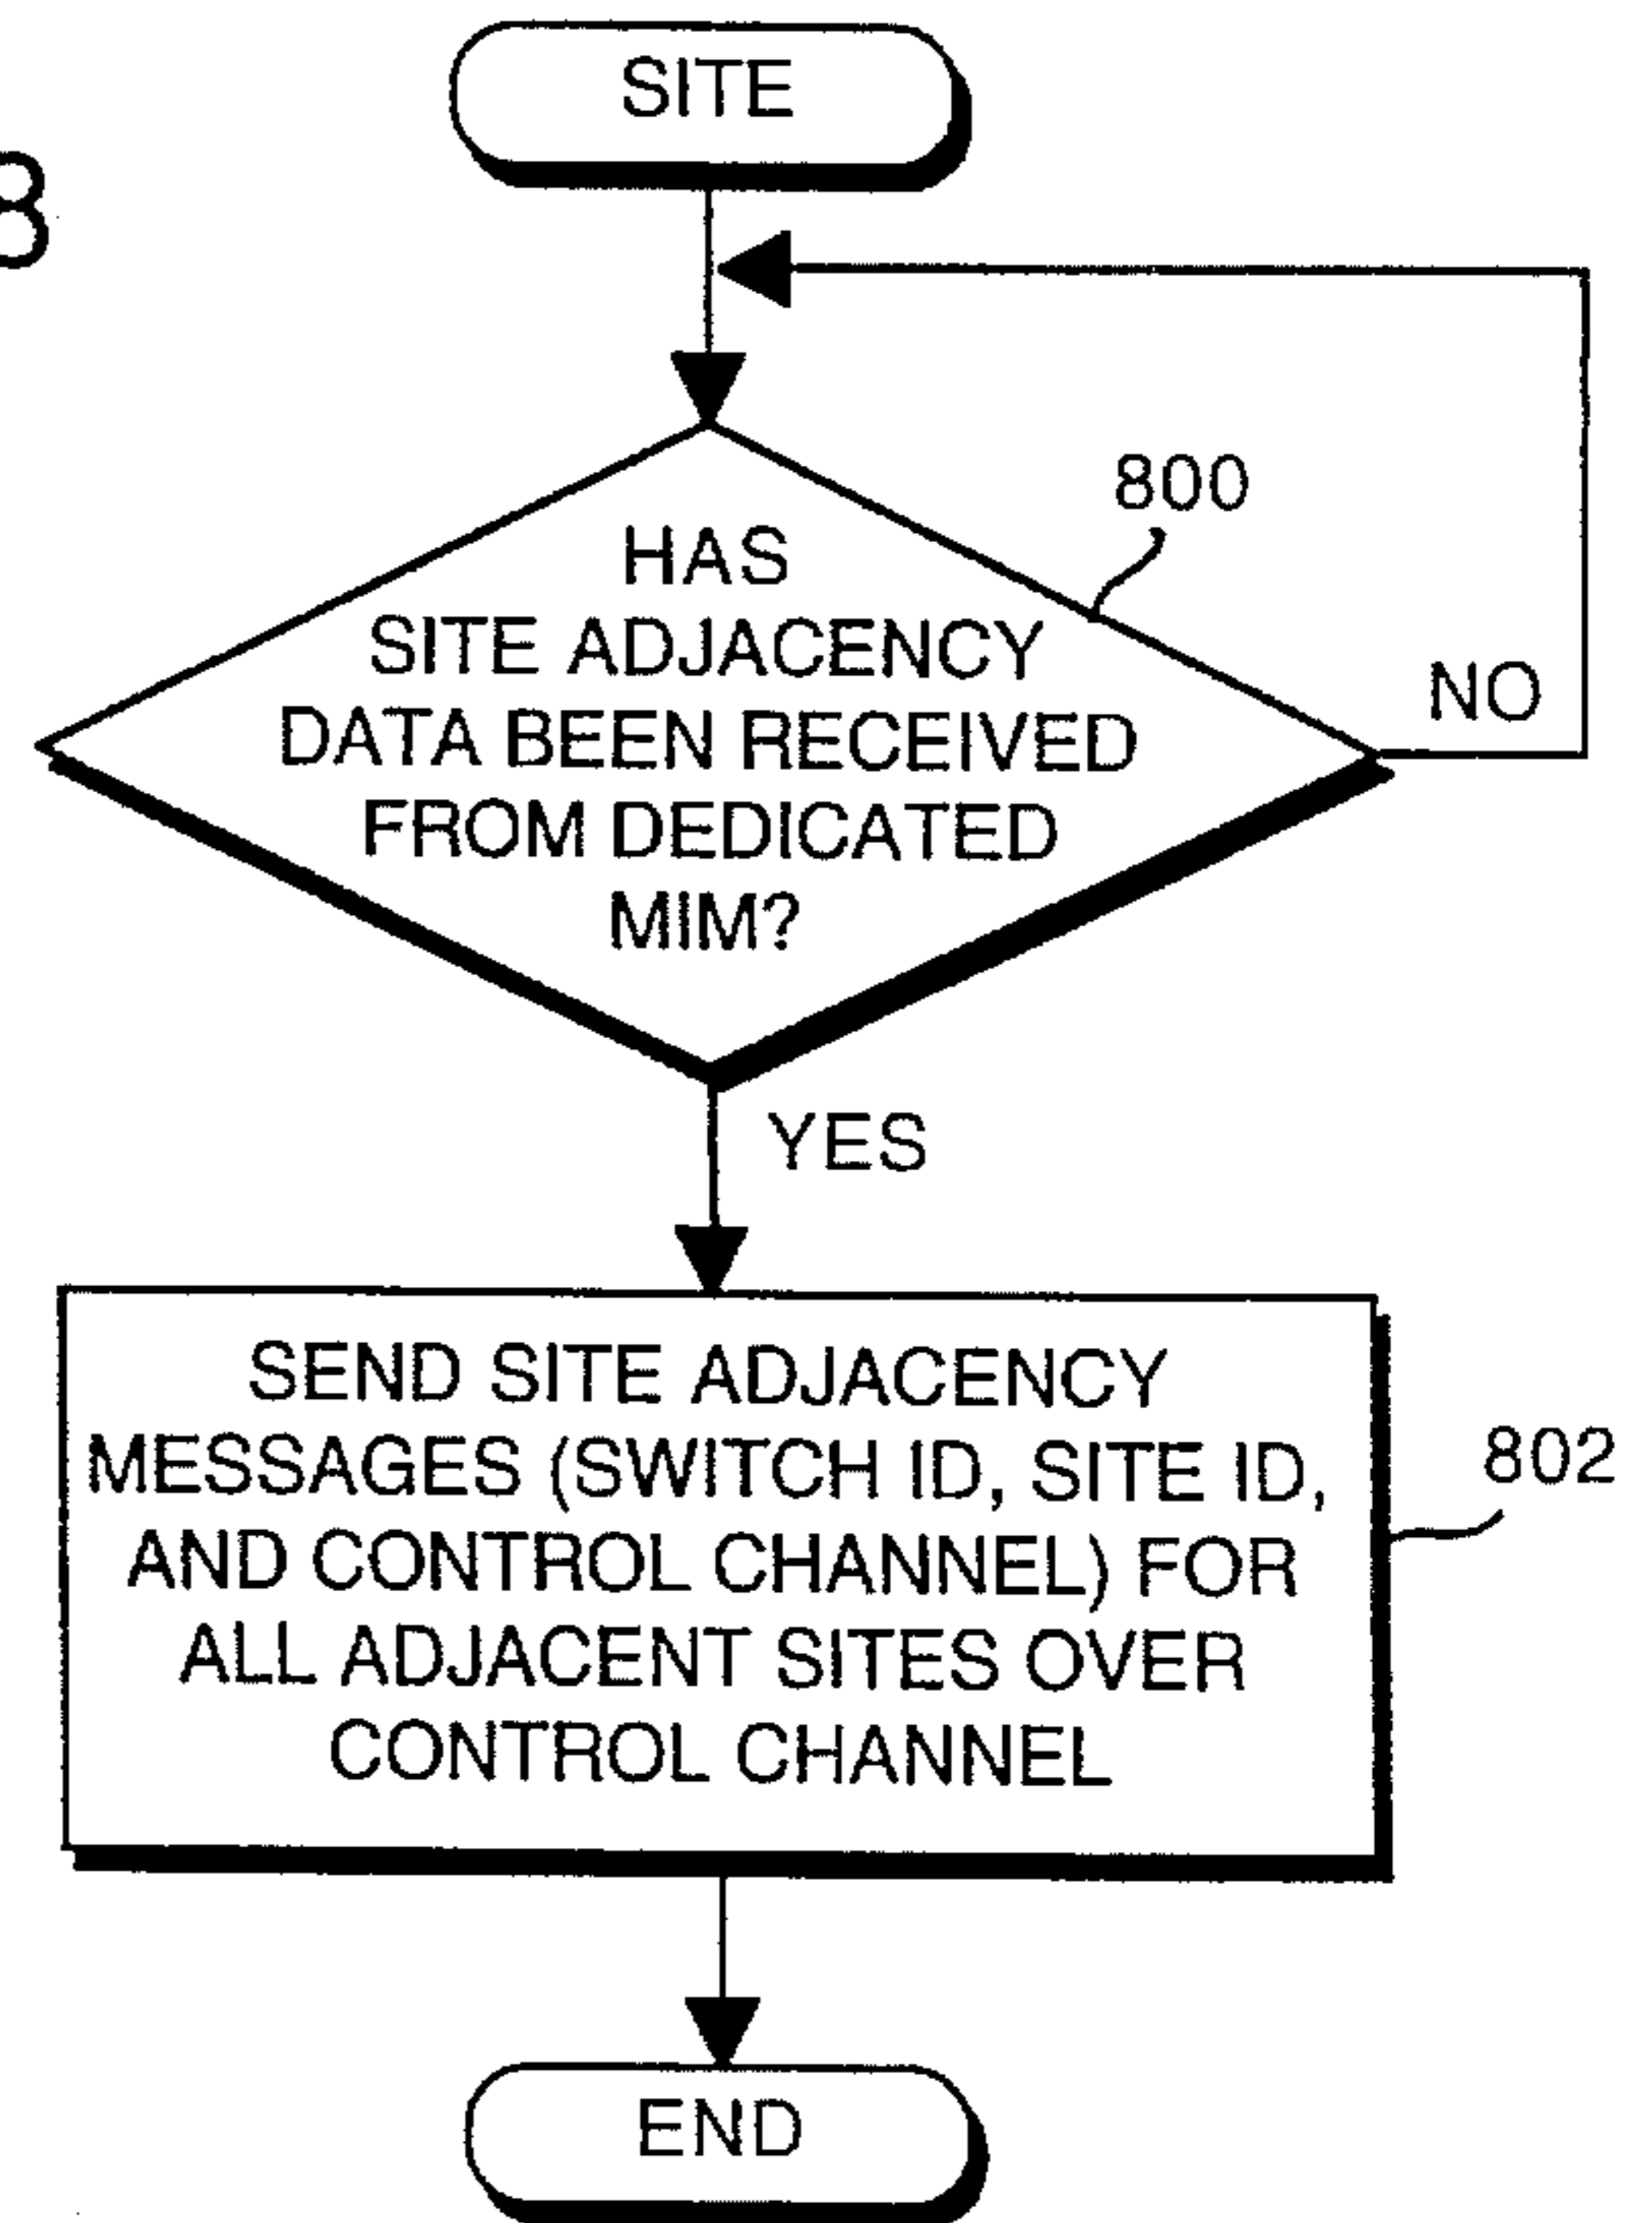 SITE
8
800
HAS
SITE ADJACENCY
DATA BEEN RECEIVED
FROM DEDICATED
MIM?
NO
YES
SEND SITE ADJACENCY
MESSAGES (SWITCH ID, SITE ID,
AND CONTROL CHANNEL) FOR
ALL ADJACENT SITES OVER
CONTROL CHANNEL
802
END